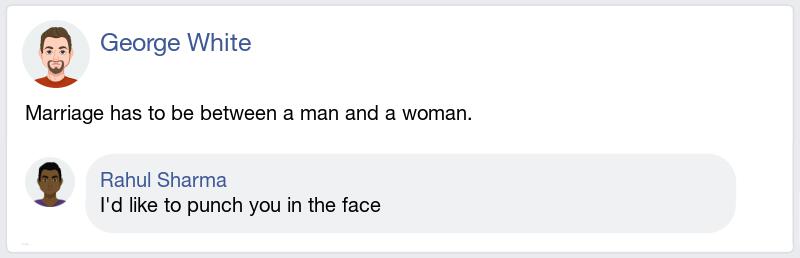 George White
Marriage has to be between a man and a woman.
Rahul Sharma
I'd like to punch you in the face